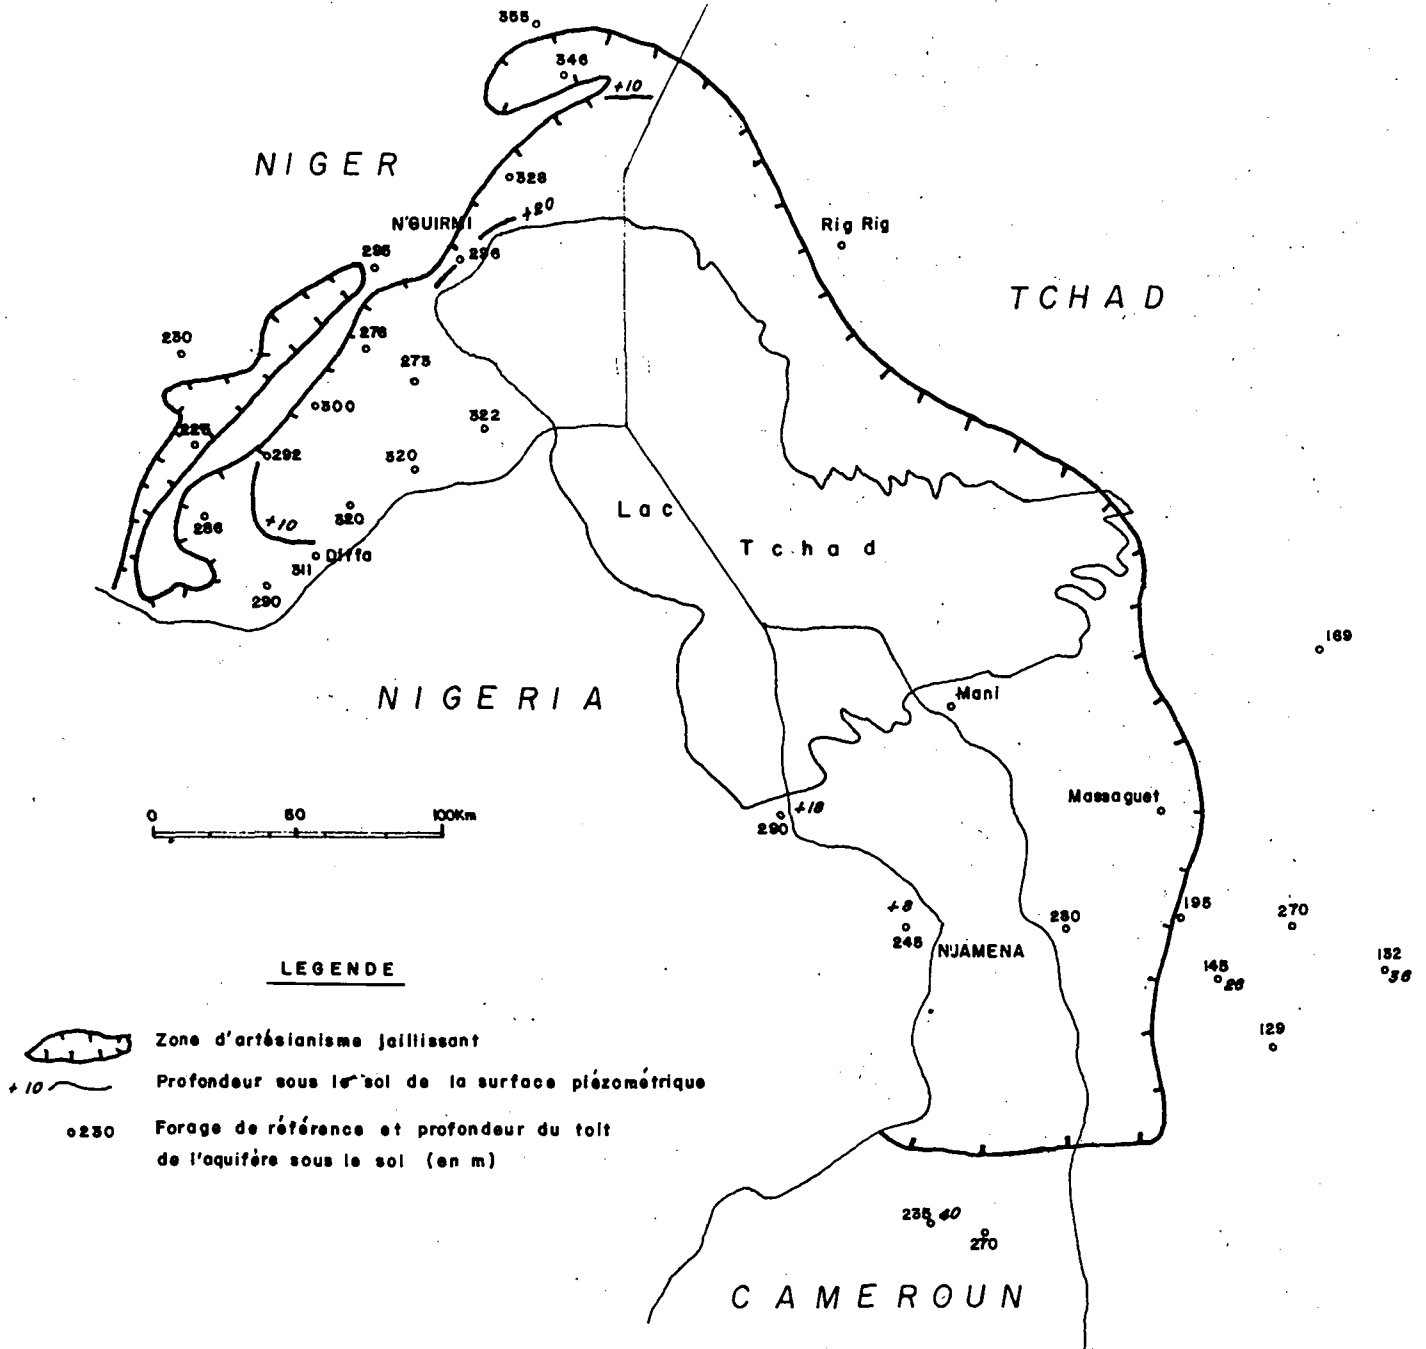 355
346
+10
NIGER
328
+20
N'GUIRMI
Rig Rig
296
295
TCHAD
230
276
273
300
322
225
292
320
Lac
286
+10
320
Tchad
Diffa
311
290
169
NIGERIA
Mani
Massaguet
0 50 100Km
+18
290
+8
245
N'JAMENA
280
195
270
145
26
132
36
129
LEGENDE
Zone d'artésianisme jaillissant
+10 Profondeur sous le sol de la surface piézométrique
230 Forage de référence et profondeur du toit
de l'aquifère sous le sol (en m)
235 40
270
CAMEROUN